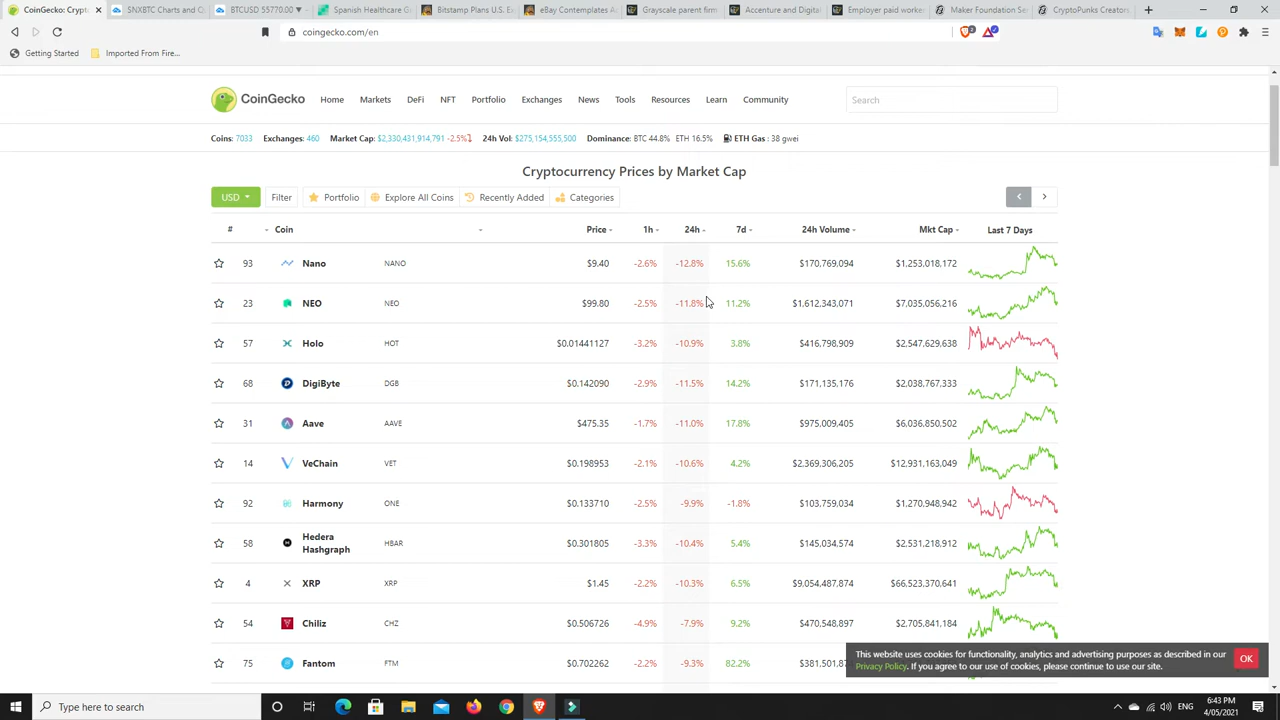 CoinGecko: Crypto
SNXBTC Charts and Q
BTCUSD 55770.00 ▼
Spanish Healthcare G
Bitstamp Plans U.S. Ex
eBay Contemplates A
Grayscale parent firm
Accenture and Digital
Employer paid worke
Maker Foundation Se
CryptoPunks Creators
coingecko.com/en
Getting Started
Imported From Fire...
CoinGecko Home Markets DeFi NFT Portfolio Exchanges News Tools Resources Learn Community Search
Coins: 7033 Exchanges: 460 Market Cap: $2,330,431,914,791 -2.5% 24h Vol: $275,154,555,500 Dominance: BTC 44.8% ETH 16.5% ETH Gas : 38 gwei
Cryptocurrency Prices by Market Cap
USD Filter Portfolio Explore All Coins Recently Added Categories
# Coin Price 1h 24h 7d 24h Volume Mkt Cap Last 7 Days
93 Nano NANO $9.40 -2.6% -12.8% 15.6% $170,769,094 $1,253,018,172
23 NEO NEO $99.80 -2.5% -11.8% 11.2% $1,612,343,071 $7,035,056,216
57 Holo HOT $0.01441127 -3.2% -10.9% 3.8% $416,798,909 $2,547,629,638
68 DigiByte DGB $0.142090 -2.9% -11.5% 14.2% $171,135,176 $2,038,767,333
31 Aave AAVE $475.35 -1.7% -11.0% 17.8% $975,009,405 $6,036,850,502
14 VeChain VET $0.198953 -2.1% -10.6% 4.2% $2,369,306,205 $12,931,163,049
92 Harmony ONE $0.133710 -2.5% -9.9% -1.8% $103,759,034 $1,270,948,942
58 Hedera Hashgraph HBAR $0.301805 -3.3% -10.4% 5.4% $145,034,574 $2,531,218,912
4 XRP XRP $1.45 -2.2% -10.3% 6.5% $9,054,487,874 $66,523,370,641
54 Chiliz CHZ $0.506726 -4.9% -7.9% 9.2% $470,548,897 $2,705,841,184
75 Fantom FTM $0.702262 -2.2% -9.3% 82.2% $381,501,8
This website uses cookies for functionality, analytics and advertising purposes as described in our
Privacy Policy. If you agree to our use of cookies, please continue to use our site.
OK
Type here to search
ENG
6:43 PM
4/05/2021